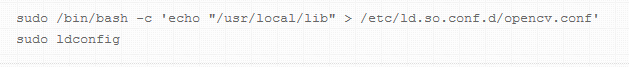 sudo /bin/bash -c 'echo "/usr/local/lib" > /etc/ld.so.conf.d/opencv.conf'
sudo ldconfig